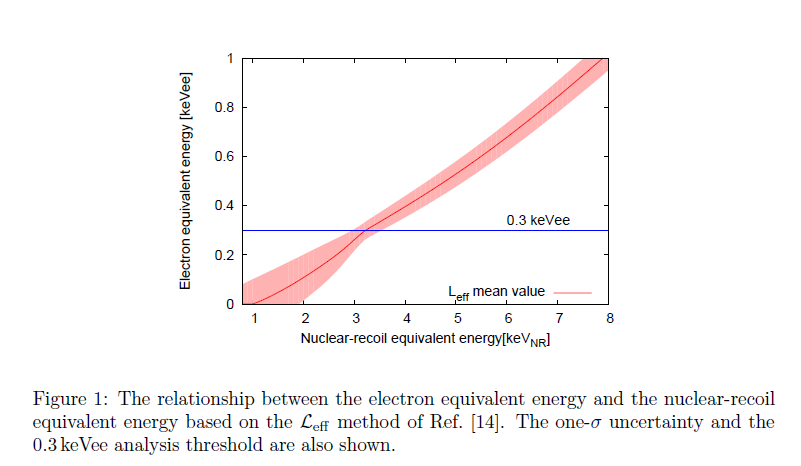 1
0.8
0.6
0.4
0.2
0
Electron equivalent energy [keVee]
0.3 keVee
Leff mean value
1 2 3 4 5 6 7 8
Nuclear-recoil equivalent energy[keVNR]
Figure 1: The relationship between the electron equivalent energy and the nuclear-recoil
equivalent energy based on the ℒeff method of Ref. [14]. The one-σ uncertainty and the
0.3 keVee analysis threshold are also shown.